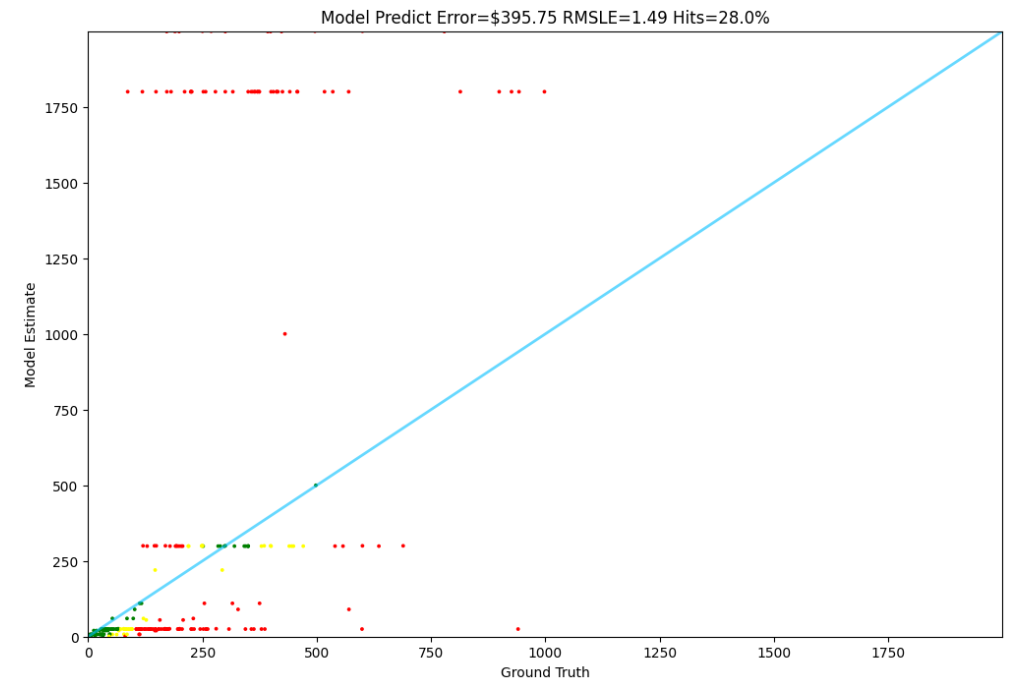 Model Predict Error=$395.75 RMSLE=1.49 Hits=28.0%
Model Estimate
1750
1500
1250
1000
750
500
250
0
0 250 500 750 1000 1250 1500 1750
Ground Truth